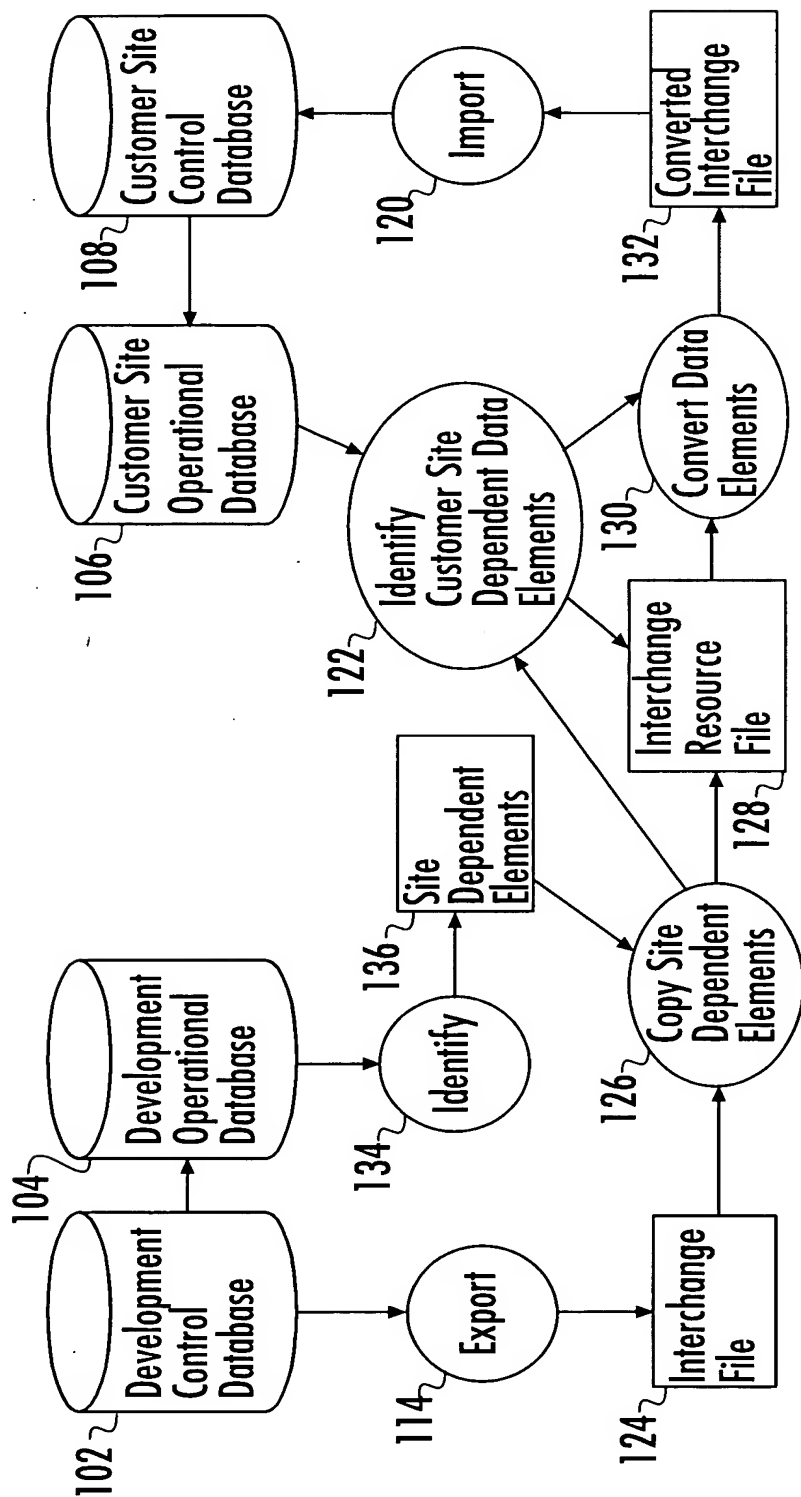 102
Development
Control
Database
104
Development
Operational
Database
106
Customer Site
Operational
Database
108
Customer Site
Control
Database
114
Export
134
Identify
136
Site
Dependent
Elements
122
Identify
Customer Site
Dependent Data
Elements
120
Import
124
Interchange
File
126
Copy Site
Dependent
Elements
128
Interchange
Resource
File
130
Convert Data
Elements
132
Converted
Interchange
File